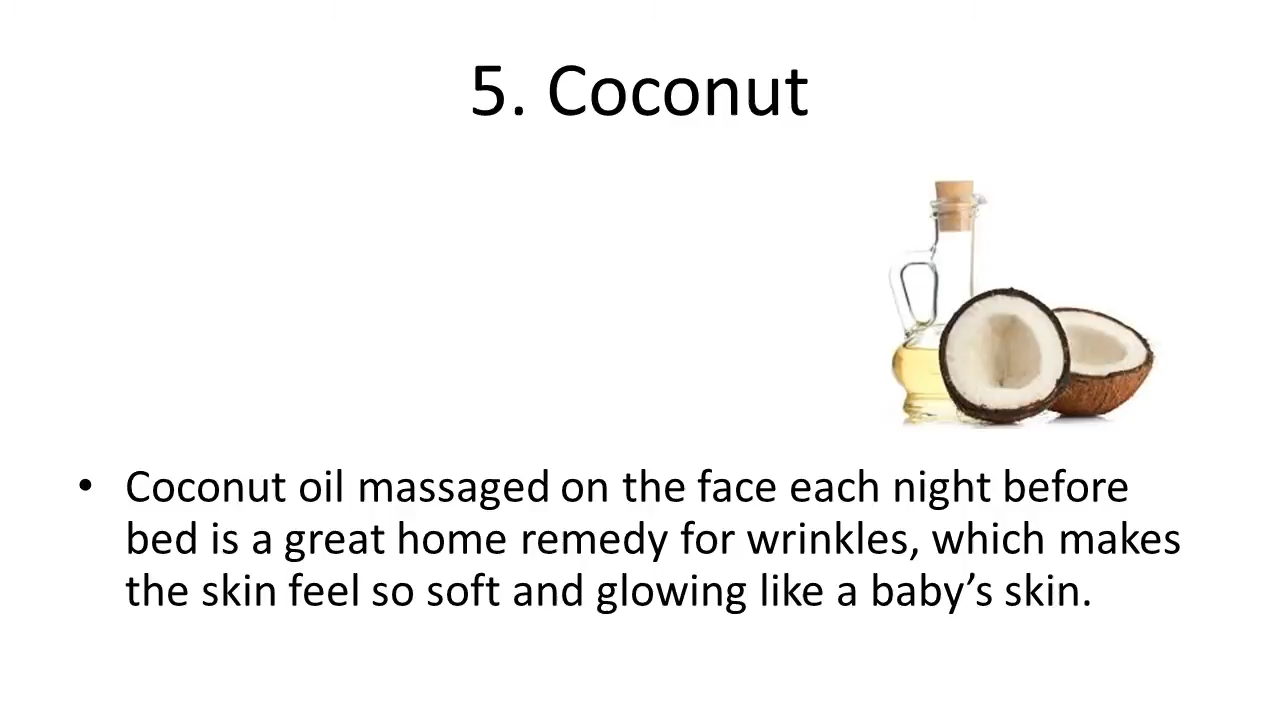 5. Coconut
• Coconut oil massaged on the face each night before
bed is a great home remedy for wrinkles, which makes
the skin feel so soft and glowing like a baby’s skin.